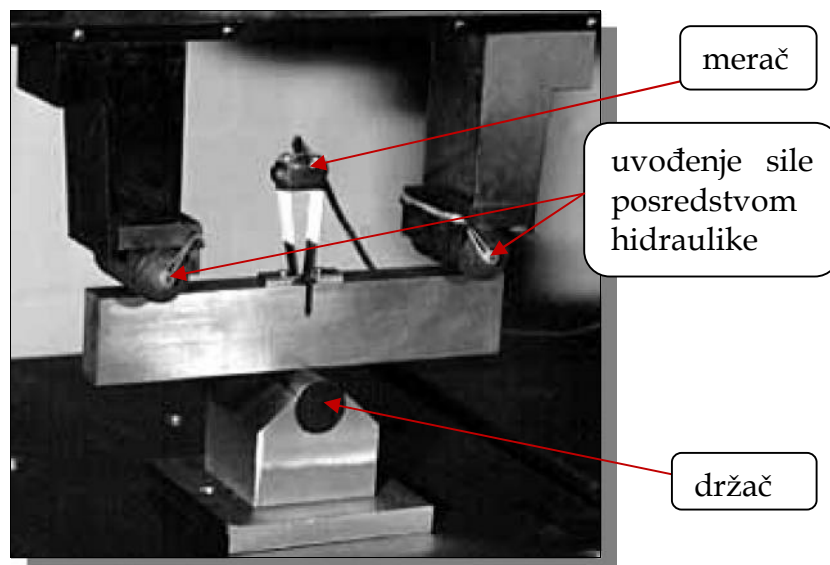 merač
uvođenje sile
posredstvom
hidraulike
držač